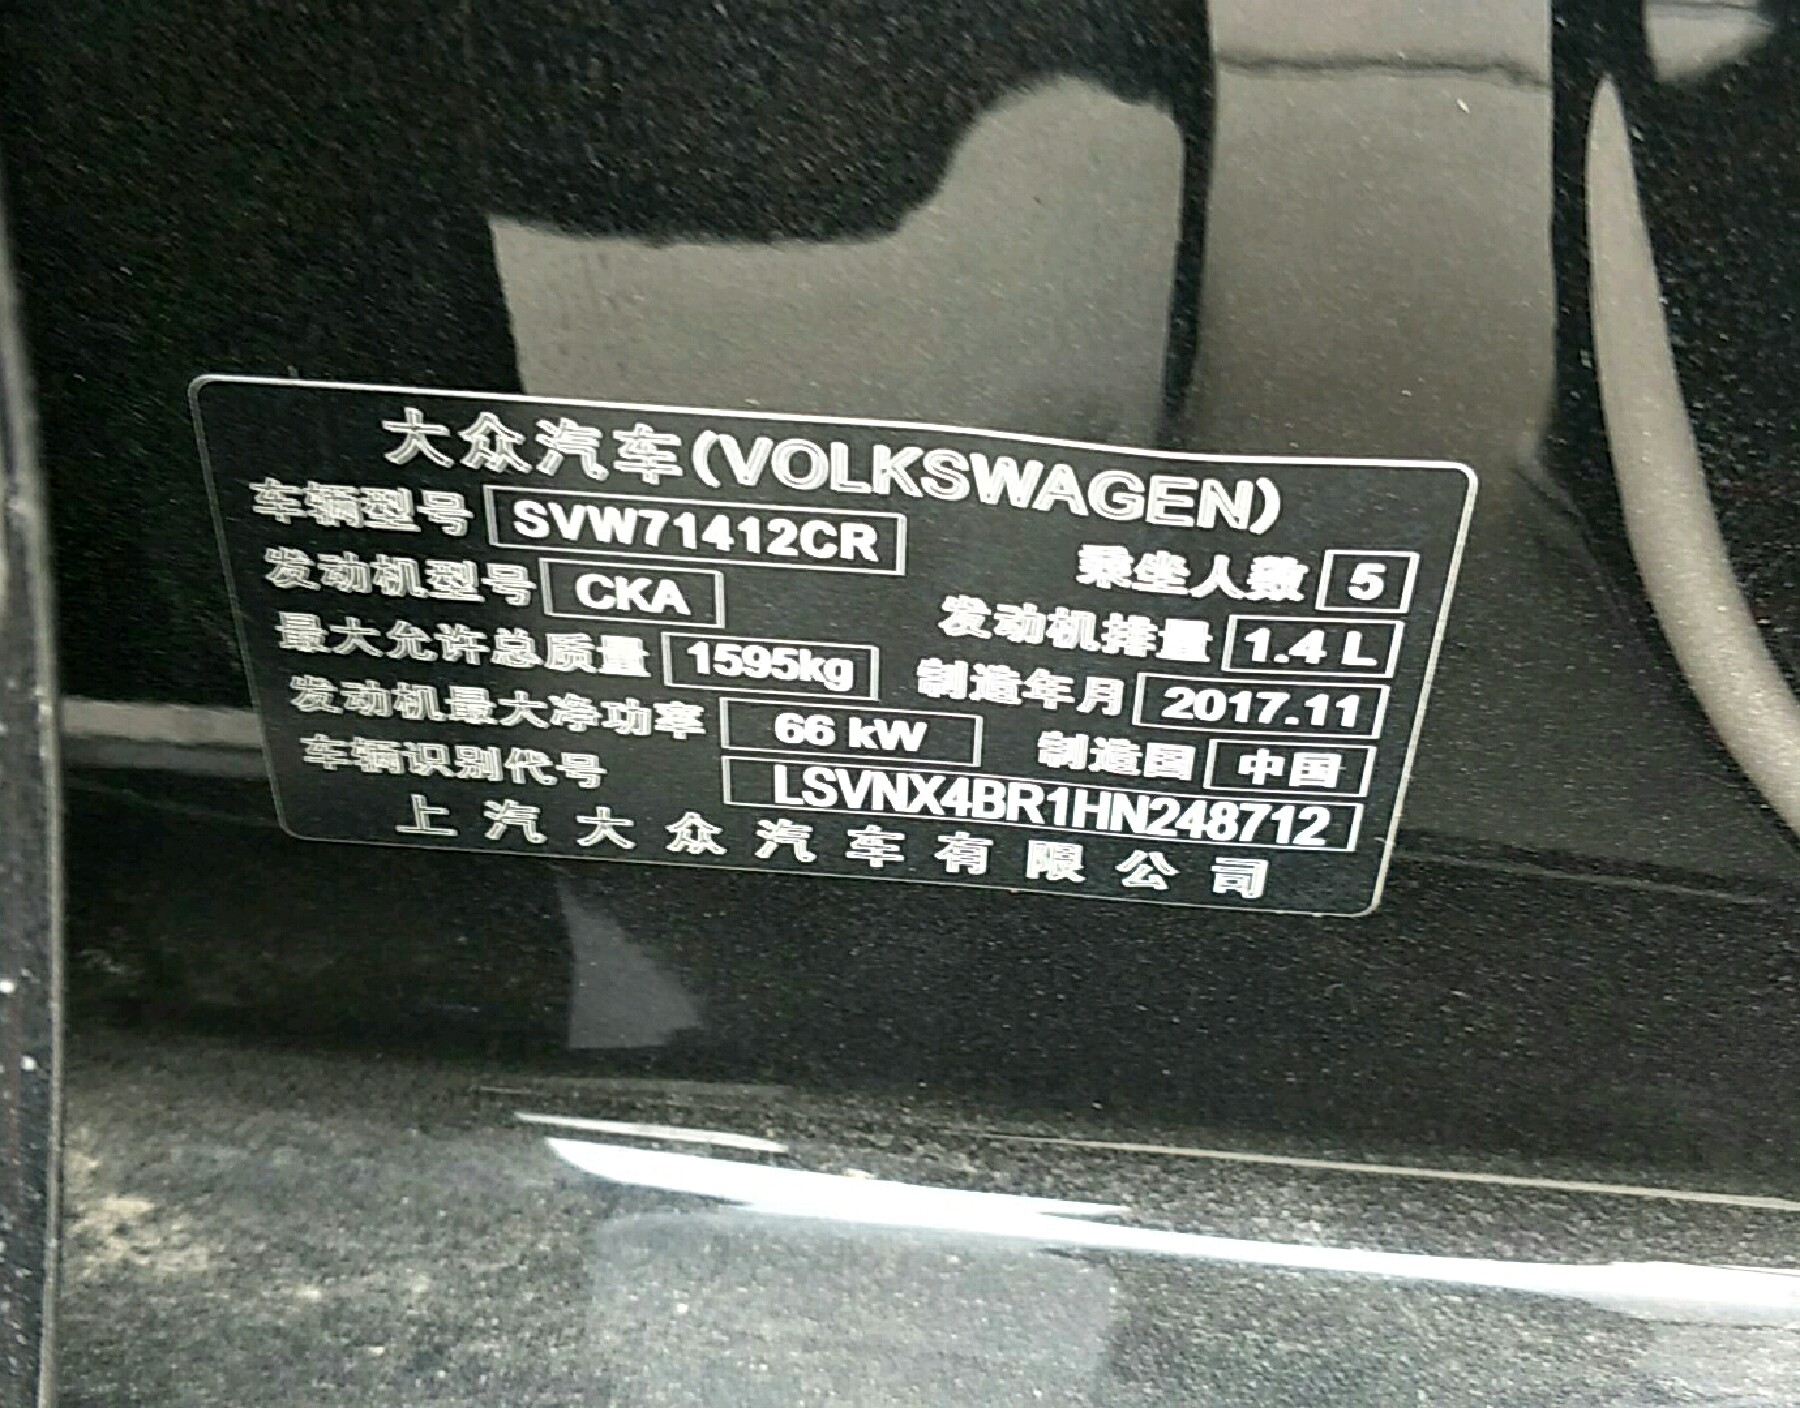 大众汽车(VOLKSWAGEN)
车辆型号 SVW71412CR 乘坐人数 5
发动机型号 CKA 发动机排量 1.4 L
最大允许总质量 1595kg 制造年月 2017.11
发动机最大净功率 66 kW 制造国 中国
车辆识别代号 LSVNX4BR1HN248712
上汽大众汽车有限公司